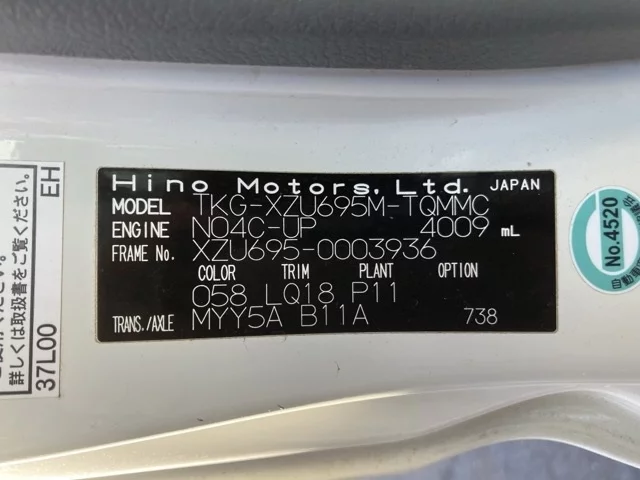 Hino Motors, Ltd. JAPAN
MODEL TKG-XZU695M-TQMMC
ENGINE N04C-UP 4009 mL
FRAME No. XZU695-0003936
COLOR TRIM PLANT OPTION
058 LQ18 P11
TRANS./AXLE MYY5A B11A 738
詳しくは取扱書をご覧ください。
37L00 EH
No.4520